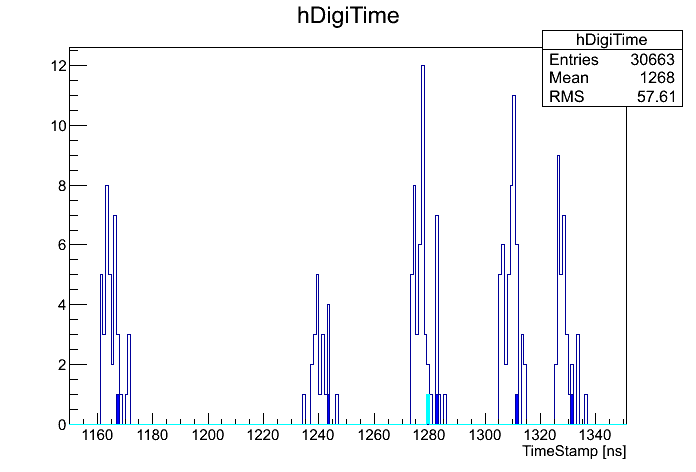 hDigiTime
hDigiTime
Entries 30663
Mean 1268
RMS 57.61
12
10
8
6
4
2
0
1160 1180 1200 1220 1240 1260 1280 1300 1320 1340
TimeStamp [ns]